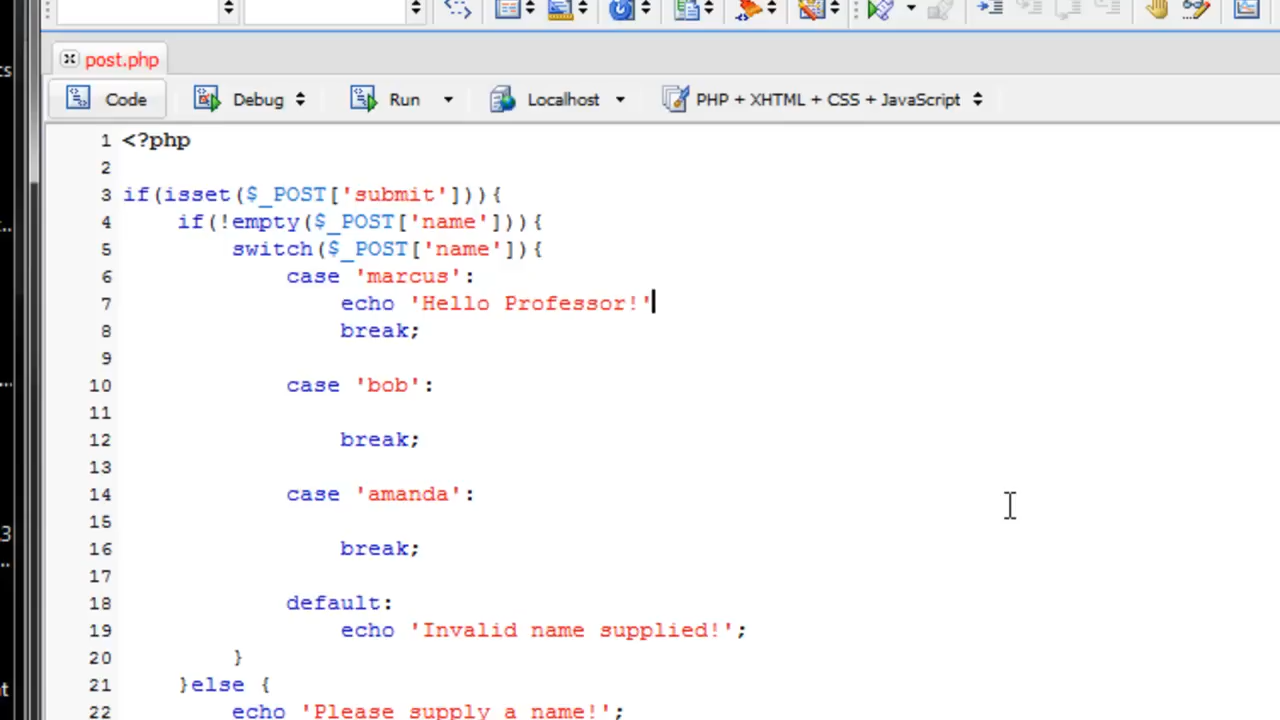 post.php
Code Debug Run Localhost PHP + XHTML + CSS + JavaScript
1 <?php
2
3 if(isset($_POST['submit'])){
4 if(!empty($_POST['name'])){
5 switch($_POST['name']){
6 case 'marcus':
7 echo 'Hello Professor!'
8 break;
9
10 case 'bob':
11
12 break;
13
14 case 'amanda':
15
16 break;
17
18 default:
19 echo 'Invalid name supplied!';
20 }
21 }else {
22 echo 'Please supply a name!';